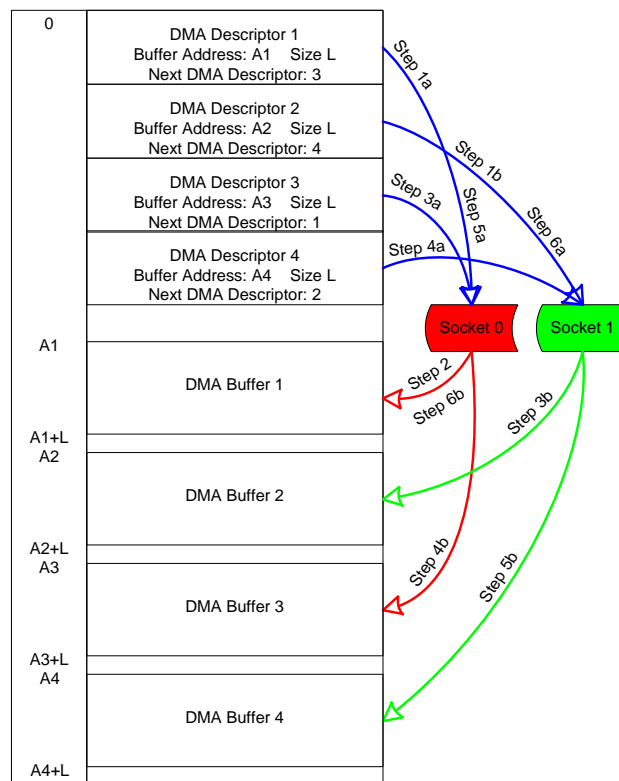 0
DMA Descriptor 1
Buffer Address: A1 Size L
Next DMA Descriptor: 3
DMA Descriptor 2
Buffer Address: A2 Size L
Next DMA Descriptor: 4
DMA Descriptor 3
Buffer Address: A3 Size L
Next DMA Descriptor: 1
DMA Descriptor 4
Buffer Address: A4 Size L
Next DMA Descriptor: 2
Step 1a
Step 1b
Step 3a
Step 5a
Step 6a
Step 4a
Socket 0
Socket 1
A1
DMA Buffer 1
A1+L
Step 2
Step 6b
Step 3b
A2
DMA Buffer 2
A2+L
Step 4b
Step 5b
A3
DMA Buffer 3
A3+L
A4
DMA Buffer 4
A4+L